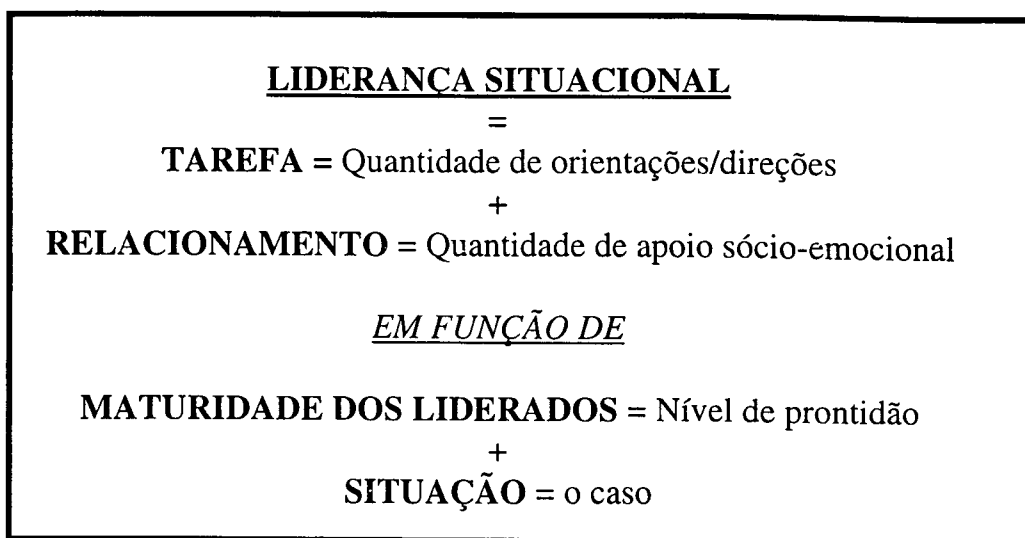 LIDERANÇA SITUACIONAL
=
TAREFA = Quantidade de orientações/direções
+
RELACIONAMENTO = Quantidade de apoio sócio-emocional
EM FUNÇÃO DE
MATURIDADE DOS LIDERADOS = Nível de prontidão
+
SITUAÇÃO = o caso